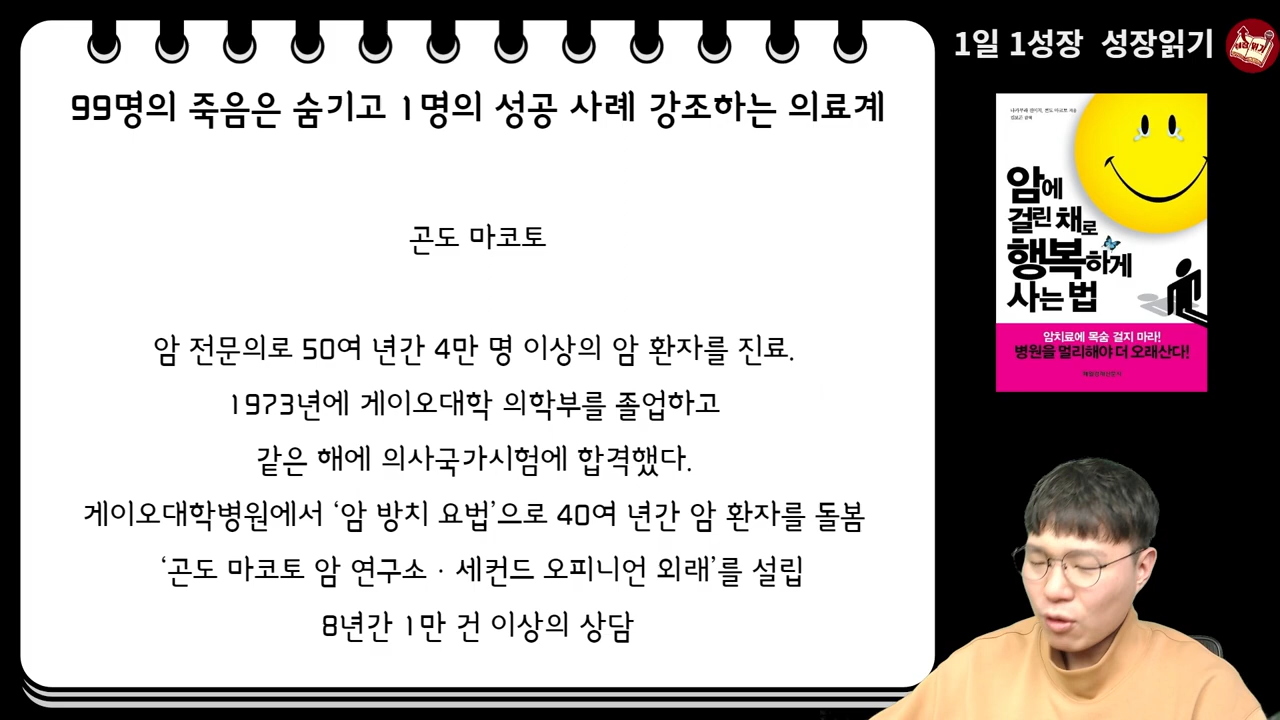 99명의 죽음은 숨기고 1명의 성공 사례 강조하는 의료계
곤도 마코토
암 전문의로 50여 년간 4만 명 이상의 암 환자를 진료.
1973년에 게이오대학 의학부를 졸업하고
같은 해에 의사국가시험에 합격했다.
게이오대학병원에서 ‘암 방치 요법’으로 40여 년간 암 환자를 돌봄
‘곤도 마코토 암 연구소 · 세컨드 오피니언 외래’를 설립
8년간 1만 건 이상의 상담
1일 1성장 성장읽기
암에
걸린 채로
행복하게
사는 법
암치료에 목숨 걸지 마라!
병원을 멀리해야 더 오래산다!